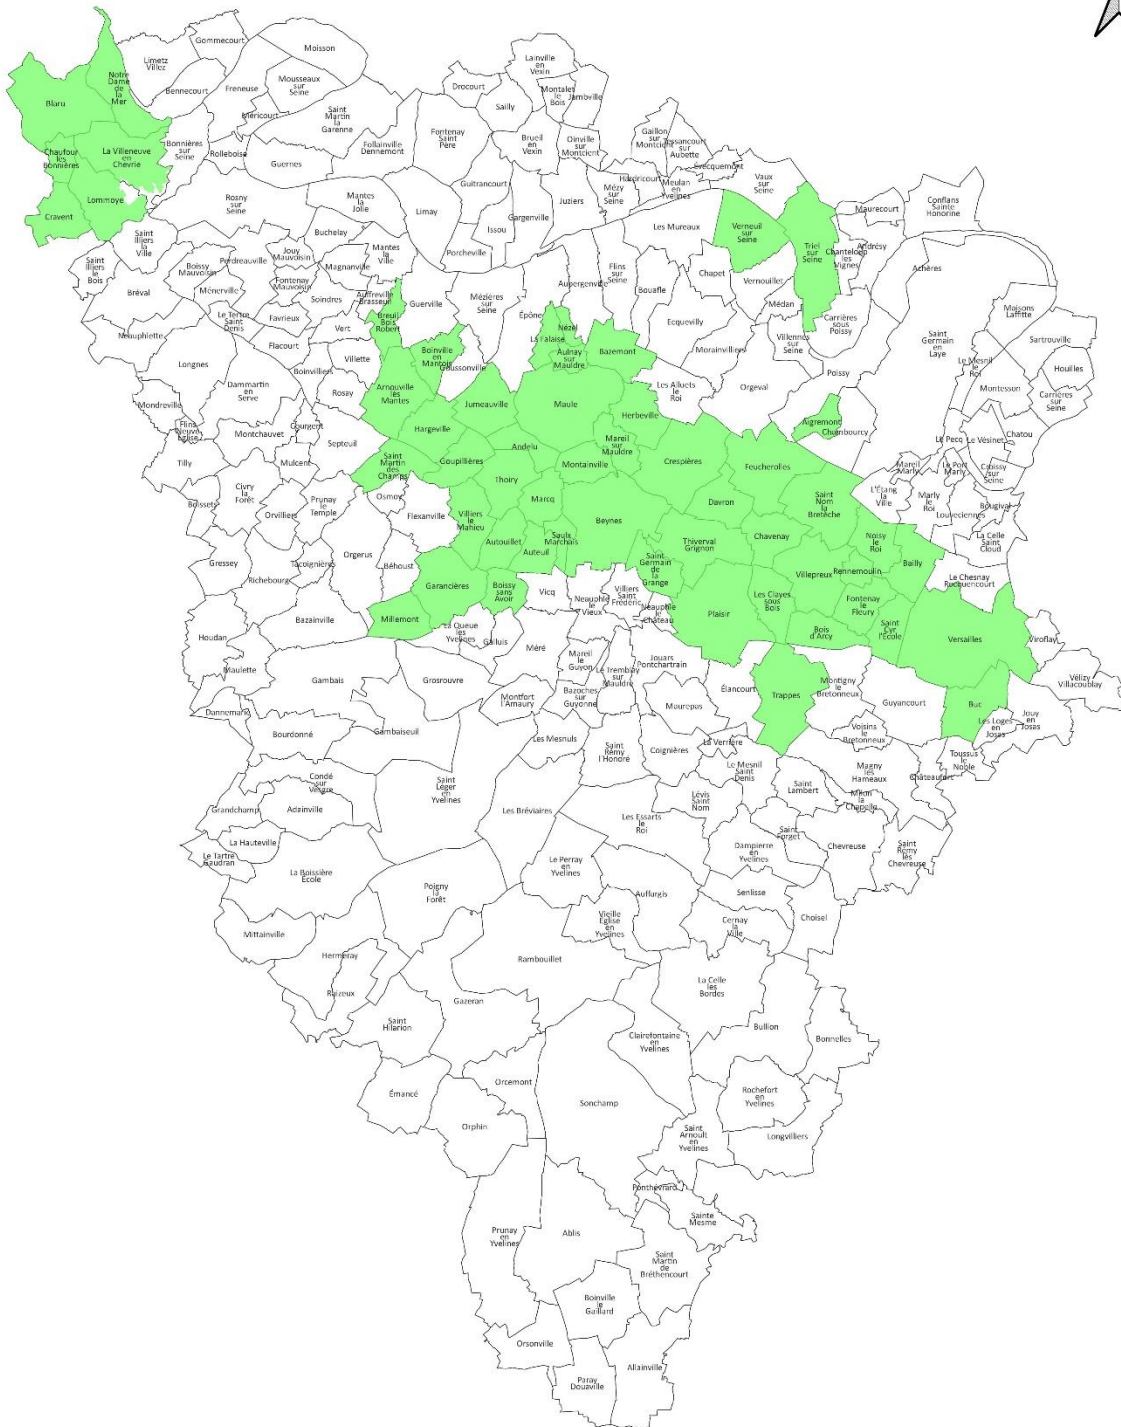 Gommecourt
Limetz
Villez
Moisson
Notre
Dame
de
la
Mer
Bennecourt
Freneuse
Mousseaux
sur
Seine
Lainville
en
Vexin
Drocourt
Montalet
le
Bois
Jambville
Blaru
Méricourt
Saint
Martin
la
Garenne
Sailly
Fontenay
Saint
Père
Brueil
en
Vexin
Oinville
sur
Montcient
Gaillon
sur
Montcient
Tessancourt
sur
Aubette
Chaufour
lès
Bonnières
La Villeneuve
en
Chevrie
Bonnières
sur
Seine
Rolleboise
Guernes
Follainville
Dennemont
Évecquemont
Vaux
sur
Seine
Lommoye
Cravent
Rosny
sur
Seine
Mantes
la
Jolie
Limay
Guitrancourt
Issou
Gargenville
Juziers
Mézy
sur
Seine
Hardricourt
Meulan
en
Yvelines
Les Mureaux
Verneuil
sur
Seine
Triel
sur
Seine
Maurecourt
Conflans
Sainte
Honorine
Andrésy
Chanteloup
les
Vignes
Achères
Saint
Illiers
la
Ville
Saint
Illiers
le
Bois
Buchelay
Mantes
la
Ville
Porcheville
Perdreauville
Jouy
Mauvoisin
Magnanville
Boissy
Mauvoisin
Fontenay
Mauvoisin
Bréval
Ménerville
Soindres
Auffreville
Brasseuil
Guerville
Mézières
sur
Seine
Aubergenville
Flins
sur
Seine
Bouafle
Chapet
Vernouillet
Médan
Carrières
sous
Poissy
Maisons
Laffitte
Sartrouville
Neauphlette
Le Tertre
Saint
Denis
Favrieux
Vert
Breuil
Bois
Robert
Épône
Nézel
La Falaise
Aulnay
sur
Mauldre
Bazemont
Ecquevilly
Morainvilliers
Villennes
sur
Seine
Poissy
Saint
Germain
en
Laye
Le Mesnil
le
Roi
Houilles
Montesson
Carrières
sur
Seine
Longnes
Flacourt
Boinvilliers
Villette
Rosay
Boinville
en
Mantois
Goussonville
Arnouville
lès
Mantes
Jumeauville
Maule
Herbeville
Les Alluets
le
Roi
Orgeval
Aigremont
Chambourcy
Mondreville
Dammartin
en
Serve
Flins
Neuve
Église
Montchauvet
Courgent
Septeuil
Hargeville
Andelu
Mareil
sur
Mauldre
Le Pecq
Le Vésinet
Chatou
Tilly
Mulcent
Saint
Martin
des
Champs
Goupillières
Thoiry
Montainville
Crespières
Feucherolles
Mareil
Marly
Le Port
Marly
Croissy
sur
Seine
Boissets
Civry
la
Forêt
Orvilliers
Prunay
le
Temple
Osmoy
Flexanville
Villiers
le
Mahieu
Marcq
Beynes
Davron
Saint
Nom
la
Bretèche
L'Étang
la
Ville
Marly
le
Roi
Louveciennes
Bougival
La Celle
Saint
Cloud
Gressey
Richebourg
Tacoignières
Orgerus
Béhoust
Autouillet
Auteuil
Saulx
Marchais
Saint
Germain
de
la
Grange
Thiverval
Grignon
Chavenay
Noisy
le
Roi
Bailly
Rennemoulin
Villepreux
Le Chesnay
Rocquencourt
Garancières
Boissy
sans
Avoir
Vicq
Neauphle
le
Vieux
Villiers
Saint
Frédéric
Neauphle
le
Château
Plaisir
Les Clayes
sous
Bois
Fontenay
le
Fleury
Houdan
Bazainville
Millemont
La Queue
les
Yvelines
Galluis
Méré
Mareil
le
Guyon
Le Tremblay
sur
Mauldre
Jouars
Pontchartrain
Bois
d'Arcy
Saint
Cyr
l'École
Versailles
Viroflay
Vélizy
Villacoublay
Maulette
Gambais
Grosrouvre
Montfort
l'Amaury
Bazoches
sur
Guyonne
Élancourt
Trappes
Montigny
le
Bretonneux
Guyancourt
Buc
Les Loges
en
Josas
Jouy
en
Josas
Dannemarie
Bourdonné
Gambaiseuil
Les Mesnuls
Saint
Rémy
l'Honoré
Maurepas
Coignières
La Verrière
Voisins
le
Bretonneux
Toussus
le
Noble
Châteaufort
Condé
sur
Vesgre
Saint
Léger
en
Yvelines
Le Mesnil
Saint
Denis
Magny
les
Hameaux
Grandchamp
Adainville
Les Bréviaires
Les Essarts
le
Roi
Lévis
Saint
Nom
Saint
Lambert
Milon
la
Chapelle
La Hauteville
Le Tartre
Gaudran
La Boissière
École
Le Perray
en
Yvelines
Dampierre
en
Yvelines
Saint
Forget
Chevreuse
Saint
Rémy
lès
Chevreuse
Poigny
la
Forêt
Auffargis
Senlisse
Choisel
Mittainville
Vieille
Église
en
Yvelines
Cernay
la
Ville
Hermeray
Raizeux
Rambouillet
Gazeran
La Celle
les
Bordes
Saint
Hilarion
Clairefontaine
en
Yvelines
Bullion
Bonnelles
Émancé
Orcemont
Sonchamp
Rochefort
en
Yvelines
Orphin
Saint
Arnoult
en
Yvelines
Longvilliers
Ponthévrard
Sainte
Mesme
Prunay
en
Yvelines
Ablis
Saint
Martin
de
Bréthencourt
Boinville
le
Gaillard
Orsonville
Paray
Douaville
Allainville